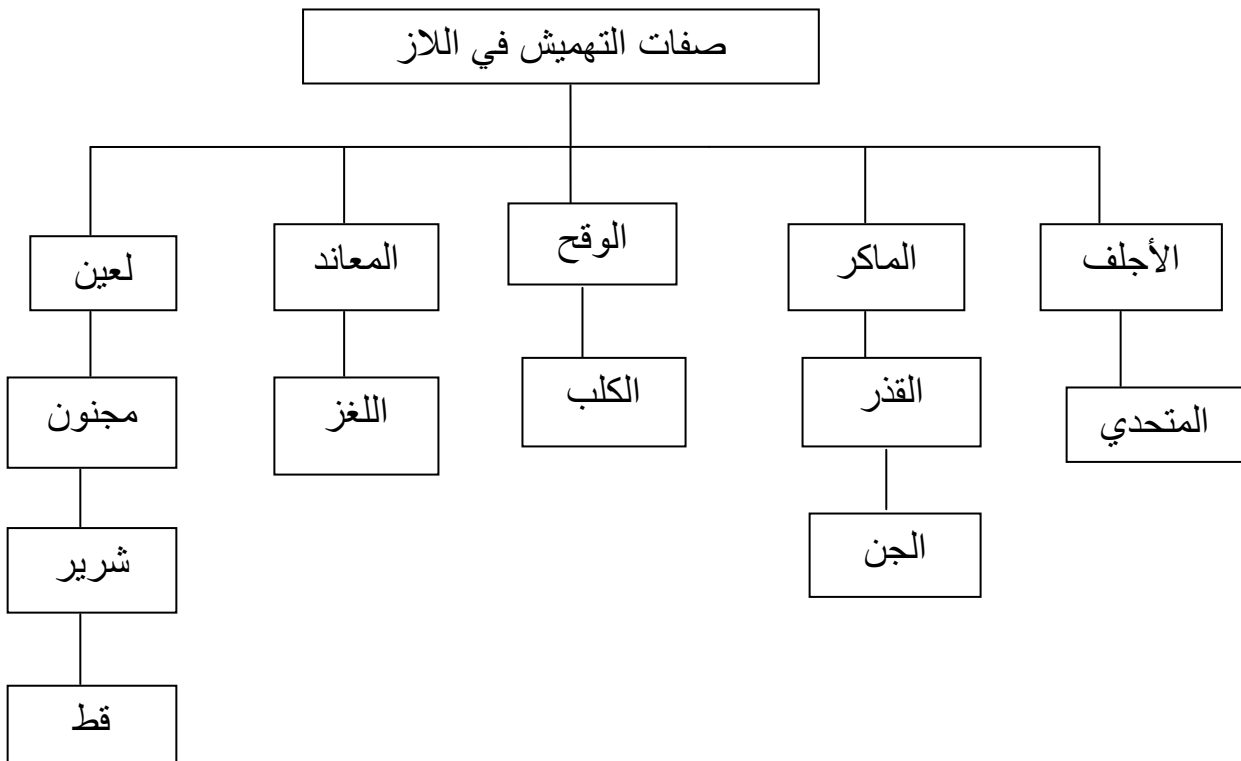 صفات التهميش في اللاز
الأجلف
الماكر
الوقح
المعاند
لعين
المتحدي
القذر
الكلب
اللغز
مجنون
الجن
شرير
قط